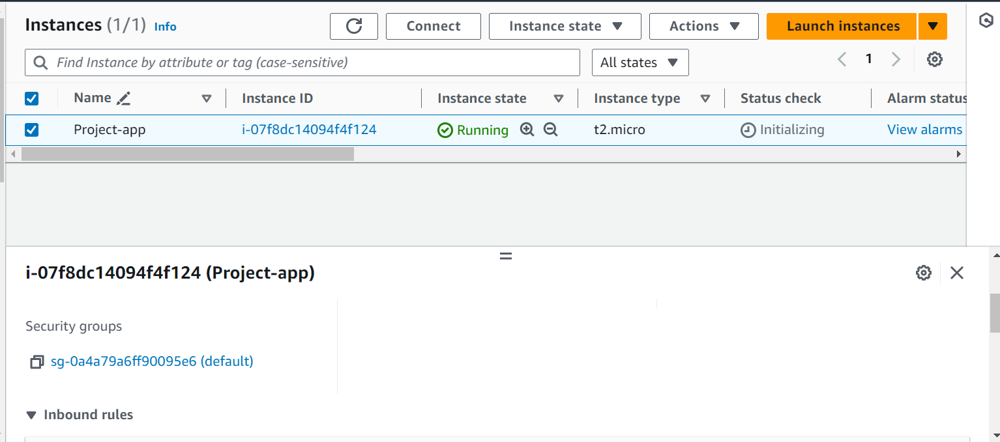 Instances (1/1) Info
Connect
Instance state
Actions
Launch instances
Find Instance by attribute or tag (case-sensitive)
All states
1
Name Instance ID Instance state Instance type Status check Alarm status
Project-app i-07f8dc14094f4f124 Running t2.micro Initializing View alarms
i-07f8dc14094f4f124 (Project-app)
Security groups
sg-0a4a79a6ff90095e6 (default)
Inbound rules